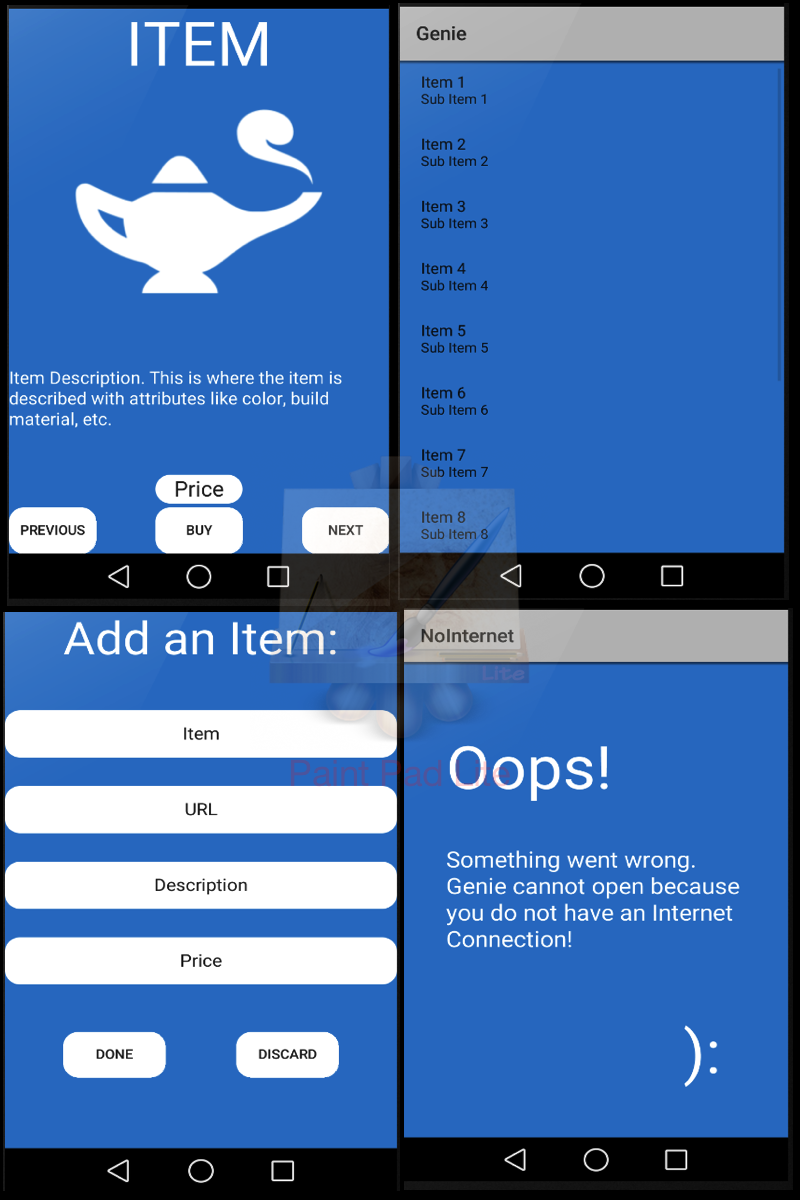 ITEM
Item Description. This is where the item is
described with attributes like color, build
material, etc.
Price
PREVIOUS
BUY
NEXT
Genie
Item 1
Sub Item 1
Item 2
Sub Item 2
Item 3
Sub Item 3
Item 4
Sub Item 4
Item 5
Sub Item 5
Item 6
Sub Item 6
Item 7
Sub Item 7
Item 8
Sub Item 8
Add an Item:
Item
URL
Description
Price
DONE
DISCARD
NoInternet
Oops!
Something went wrong.
Genie cannot open because
you do not have an Internet
Connection!
):
Lite
Paint Pad Lite